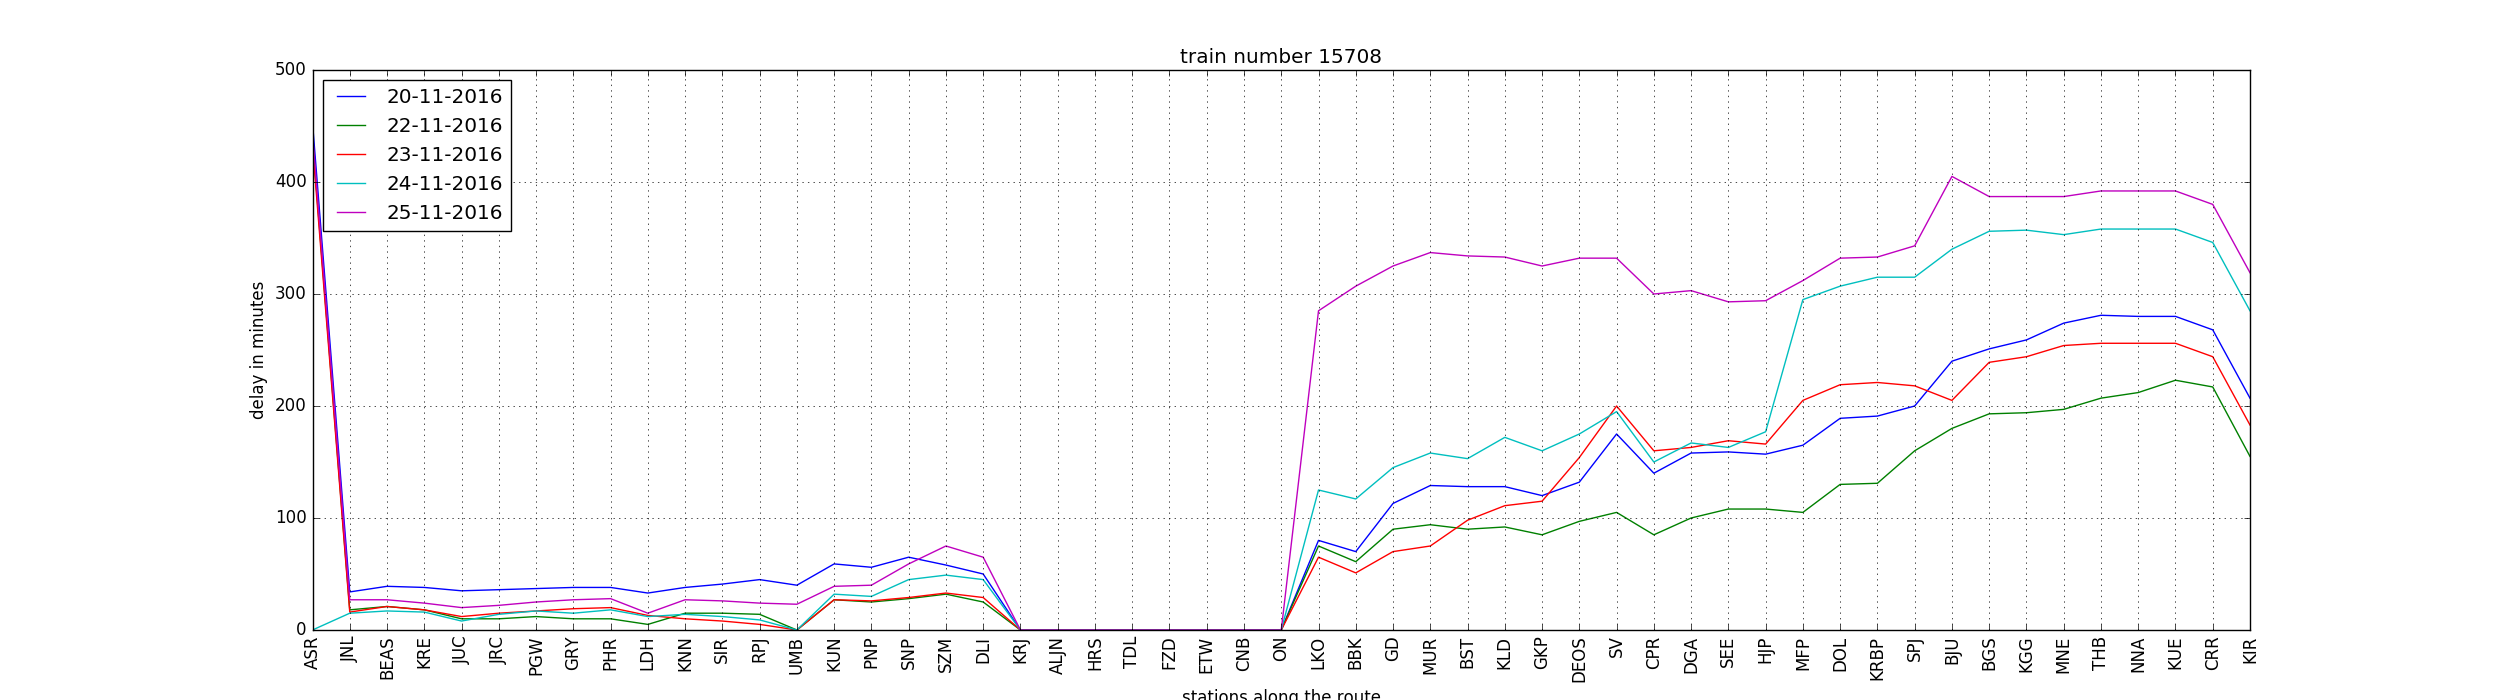 train number 15708
500
400
300
200
100
0
delay in minutes
20-11-2016
22-11-2016
23-11-2016
24-11-2016
25-11-2016
ASR
JNL
BEAS
KRE
JUC
JRC
PGW
GRY
PHR
LDH
KNN
SIR
RPJ
UMB
KUN
PNP
SNP
SZM
DLI
KRJ
ALJN
HRS
TDL
FZD
ETW
CNB
ON
LKO
BBK
GD
MUR
BST
KLD
GKP
DEOS
SV
CPR
DGA
SEE
HJP
MFP
DOL
KRBP
SPJ
BJU
BGS
KGG
MNE
THB
NNA
KUE
CRR
KIR
stations along the route